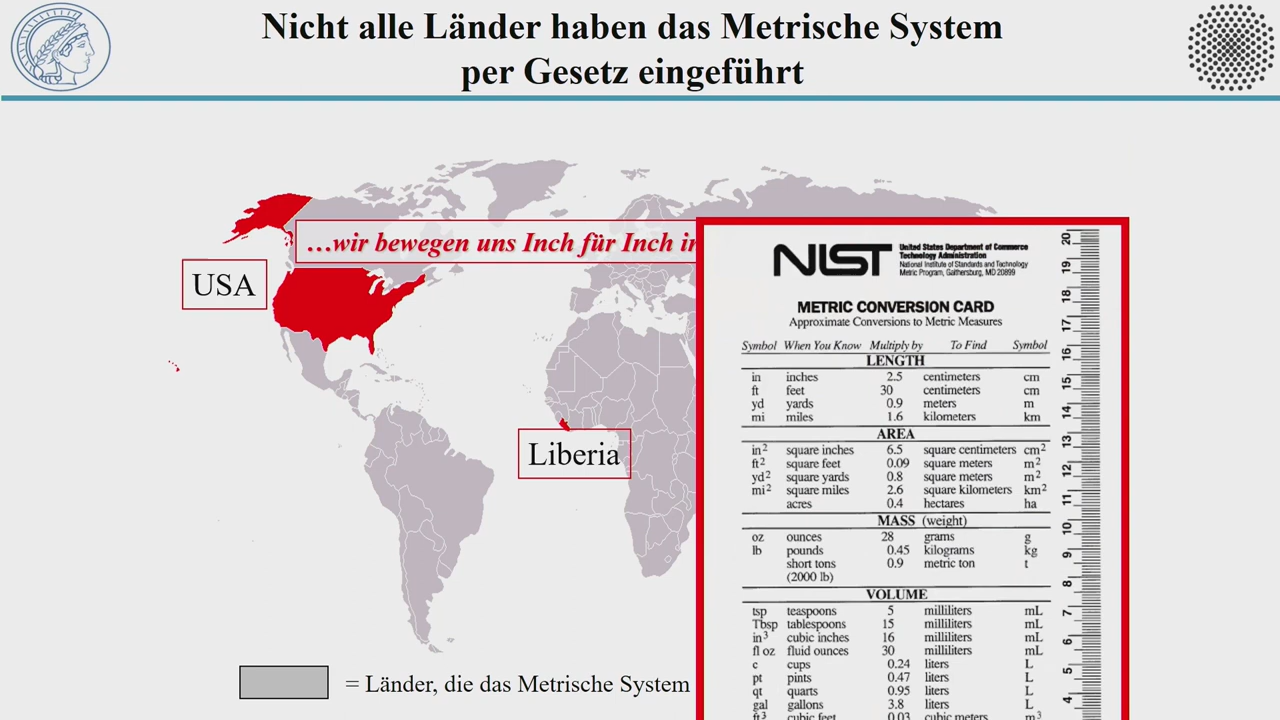 Nicht alle Länder haben das Metrische System
per Gesetz eingeführt
…wir bewegen uns Inch für Inch
USA
Liberia
= Länder, die das Metrische System
NIST
United States Department of Commerce
Technology Administration
National Institute of Standards and Technology
Metric Program, Gaithersburg, MD 20899
METRIC CONVERSION CARD
Approximate Conversions to Metric Measures
Symbol When You Know Multiply by To Find Symbol
LENGTH
in inches 2.5 centimeters cm
ft feet 30 centimeters cm
yd yards 0.9 meters m
mi miles 1.6 kilometers km
AREA
in² square inches 6.5 square centimeters cm²
ft² square feet 0.09 square meters m²
yd² square yards 0.8 square meters m²
mi² square miles 2.6 square kilometers km²
acres 0.4 hectares ha
MASS (weight)
oz ounces 28 grams g
lb pounds 0.45 kilograms kg
short tons 0.9 metric ton t
(2000 lb)
VOLUME
tsp teaspoons 5 milliliters mL
Tbsp tablespoons 15 milliliters mL
in³ cubic inches 16 milliliters mL
fl oz fluid ounces 30 milliliters mL
c cups 0.24 liters L
pt pints 0.47 liters L
qt quarts 0.95 liters L
gal gallons 3.8 liters L
ft³ cubic feet 0.03 cubic meters m³
20
19
18
17
16
15
14
13
12
11
10
9
8
7
6
5
4